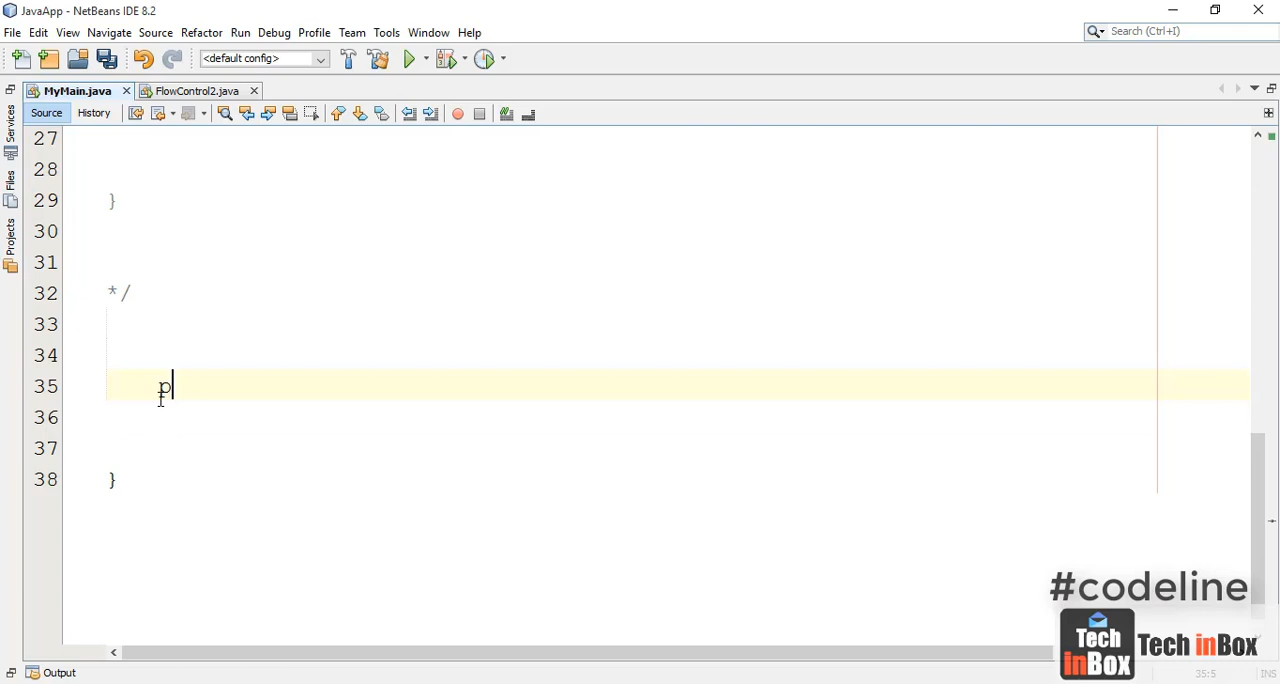 JavaApp - NetBeans IDE 8.2
File Edit View Navigate Source Refactor Run Debug Profile Team Tools Window Help
Search (Ctrl+I)
<default config>
MyMain.java FlowControl2.java
Source History
Services
Files
Projects
27
28
29 }
30
31
32 */
33
34
35 p
36
37
38 }
#codeline
Tech inBox Tech inBox
Output
35:5 INS